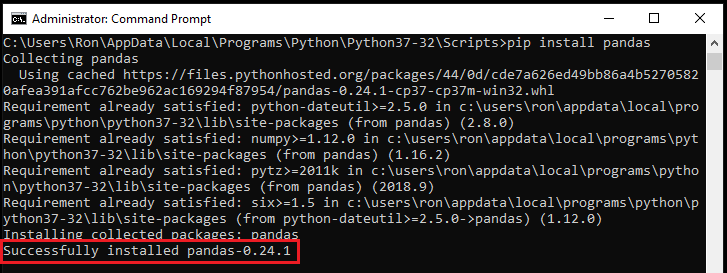 Administrator: Command Prompt
C:\Users\Ron\AppData\Local\Programs\Python\Python37-32\Scripts>pip install pandas
Collecting pandas
  Using cached https://files.pythonhosted.org/packages/44/0d/cde7a626ed49bb86a4b5270582
0afea391afcc762be962ac169294f87954/pandas-0.24.1-cp37-cp37m-win32.whl
Requirement already satisfied: python-dateutil>=2.5.0 in c:\users\ron\appdata\local\pro
grams\python\python37-32\lib\site-packages (from pandas) (2.8.0)
Requirement already satisfied: numpy>=1.12.0 in c:\users\ron\appdata\local\programs\pyt
hon\python37-32\lib\site-packages (from pandas) (1.16.2)
Requirement already satisfied: pytz>=2011k in c:\users\ron\appdata\local\programs\pytho
n\python37-32\lib\site-packages (from pandas) (2018.9)
Requirement already satisfied: six>=1.5 in c:\users\ron\appdata\local\programs\python\p
ython37-32\lib\site-packages (from python-dateutil>=2.5.0->pandas) (1.12.0)
Installing collected packages: pandas
Successfully installed pandas-0.24.1